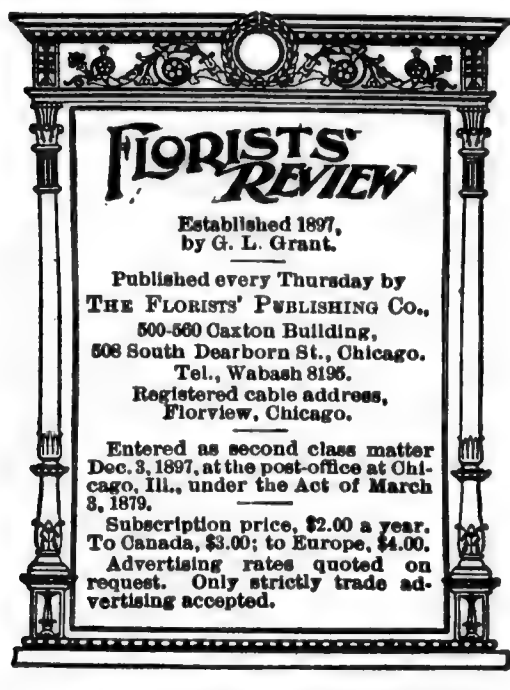 FLORISTS'
REVIEW
Established 1897,
by G. L. Grant.
Published every Thursday by
THE FLORISTS' PUBLISHING CO.,
500-560 Caxton Building,
508 South Dearborn St., Chicago.
Tel., Wabash 8195.
Registered cable address,
Florview, Chicago.
Entered as second class matter
Dec. 3, 1897, at the post-office at Chi-
cago, Ill., under the Act of March
3, 1879.
Subscription price, $2.00 a year.
To Canada, $3.00; to Europe, $4.00.
Advertising rates quoted on
request. Only strictly trade ad-
vertising accepted.